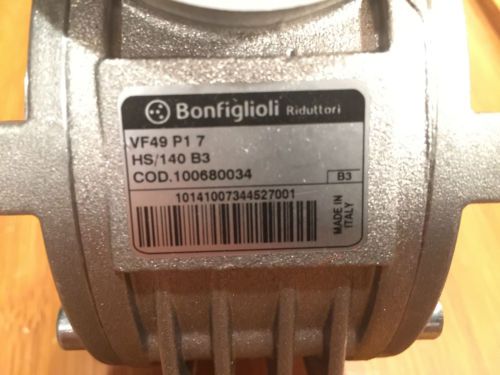 Bonfiglioli Riduttori
VF49 P1 7
HS/140 B3
COD.100680034
B3
10141007344527001
MADE IN
ITALY